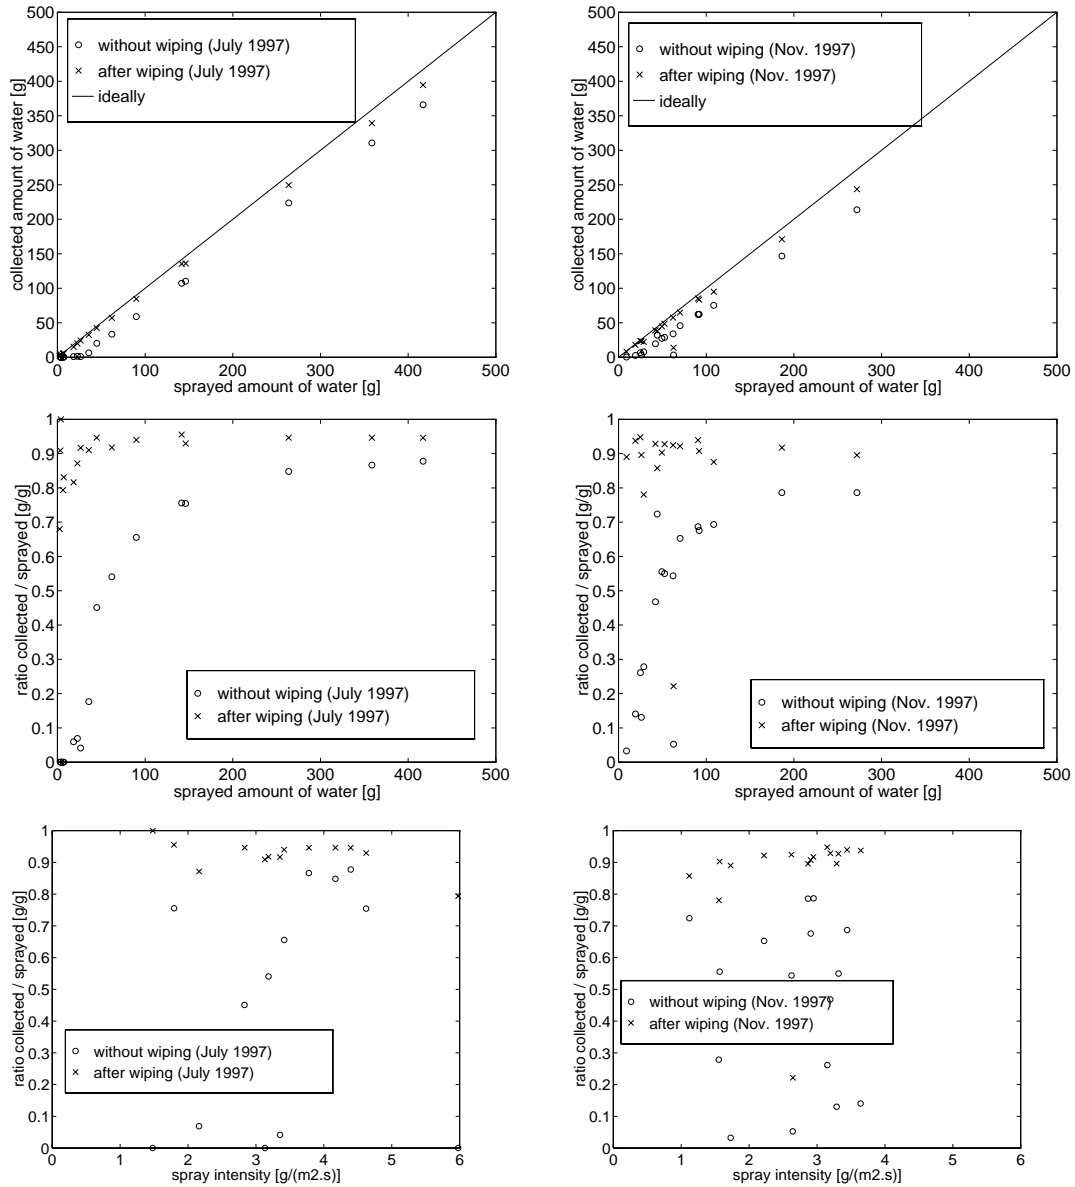 500
450
400
350
300
250
200
150
100
50
0
collected amount of water [g]
without wiping (July 1997)
after wiping (July 1997)
ideally
0 100 200 300 400 500
sprayed amount of water [g]
500
450
400
350
300
250
200
150
100
50
0
collected amount of water [g]
without wiping (Nov. 1997)
after wiping (Nov. 1997)
ideally
0 100 200 300 400 500
sprayed amount of water [g]
1
0.9
0.8
0.7
0.6
0.5
0.4
0.3
0.2
0.1
0
ratio collected / sprayed [g/g]
without wiping (July 1997)
after wiping (July 1997)
0 100 200 300 400 500
sprayed amount of water [g]
1
0.9
0.8
0.7
0.6
0.5
0.4
0.3
0.2
0.1
0
ratio collected / sprayed [g/g]
without wiping (Nov. 1997)
after wiping (Nov. 1997)
0 100 200 300 400 500
sprayed amount of water [g]
1
0.9
0.8
0.7
0.6
0.5
0.4
0.3
0.2
0.1
0
ratio collected / sprayed [g/g]
without wiping (July 1997)
after wiping (July 1997)
0 1 2 3 4 5 6
spray intensity [g/(m2.s)]
1
0.9
0.8
0.7
0.6
0.5
0.4
0.3
0.2
0.1
0
ratio collected / sprayed [g/g]
without wiping (Nov. 1997)
after wiping (Nov. 1997)
0 1 2 3 4 5 6
spray intensity [g/(m2.s)]